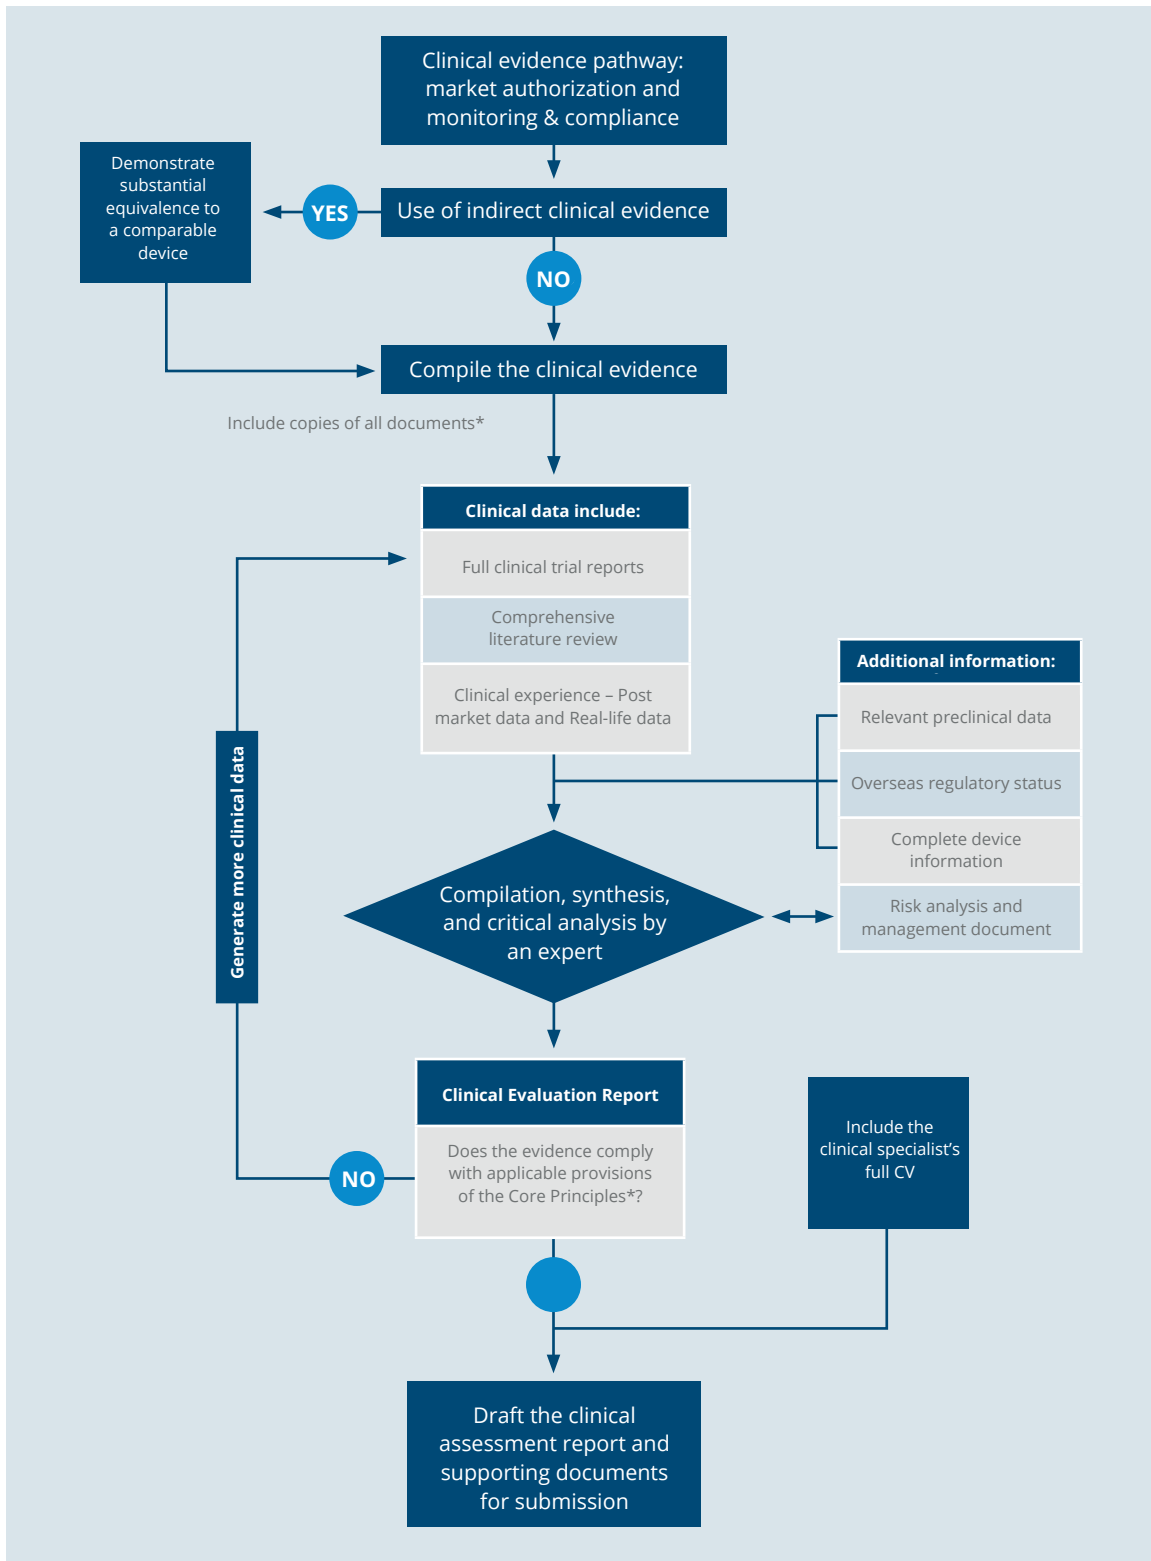 Clinical evidence pathway:
market authorization and
monitoring & compliance
Demonstrate
substantial
equivalence to
a comparable
device
YES
Use of indirect clinical evidence
NO
Compile the clinical evidence
Include copies of all documents*
Clinical data include:
Full clinical trial reports
Comprehensive
literature review
Clinical experience – Post
market data and Real-life data
Additional information:
Relevant preclinical data
Overseas regulatory status
Complete device
information
Risk analysis and
management document
Generate more clinical data
Compilation, synthesis,
and critical analysis by
an expert
Clinical Evaluation Report
Does the evidence comply
with applicable provisions
of the Core Principles*?
NO
Include the
clinical specialist’s
full CV
Draft the clinical
assessment report and
supporting documents
for submission